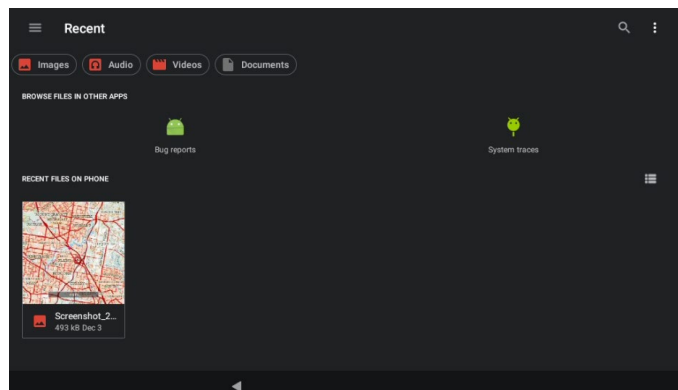 Recent
Images Audio Videos Documents
BROWSE FILES IN OTHER APPS
Bug reports System traces
RECENT FILES ON PHONE
Screenshot_2...
493 kB Dec 3